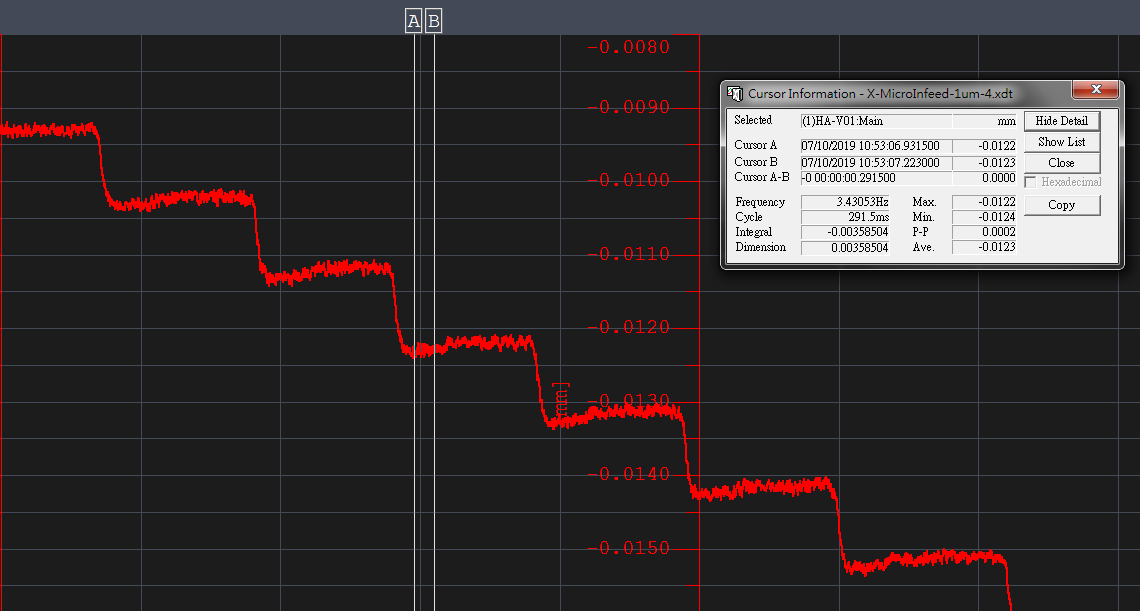 A B
-0.0080
-0.0090
-0.0100
-0.0110
-0.0120
-0.0130
[mm]
-0.0140
-0.0150
Cursor Information - X-MicroInfeed-1um-4.xdt
Selected (1)HA-V01:Main mm Hide Detail
Show List
Cursor A 07/10/2019 10:53:06.931500 -0.0122
Cursor B 07/10/2019 10:53:07.223000 -0.0123 Close
Cursor A-B -0 00:00:00.291500 0.0000 Hexadecimal
Frequency 3.43053Hz Max. -0.0122 Copy
Cycle 291.5ms Min. -0.0124
Integral -0.00358504 P-P 0.0002
Dimension 0.00358504 Ave. -0.0123